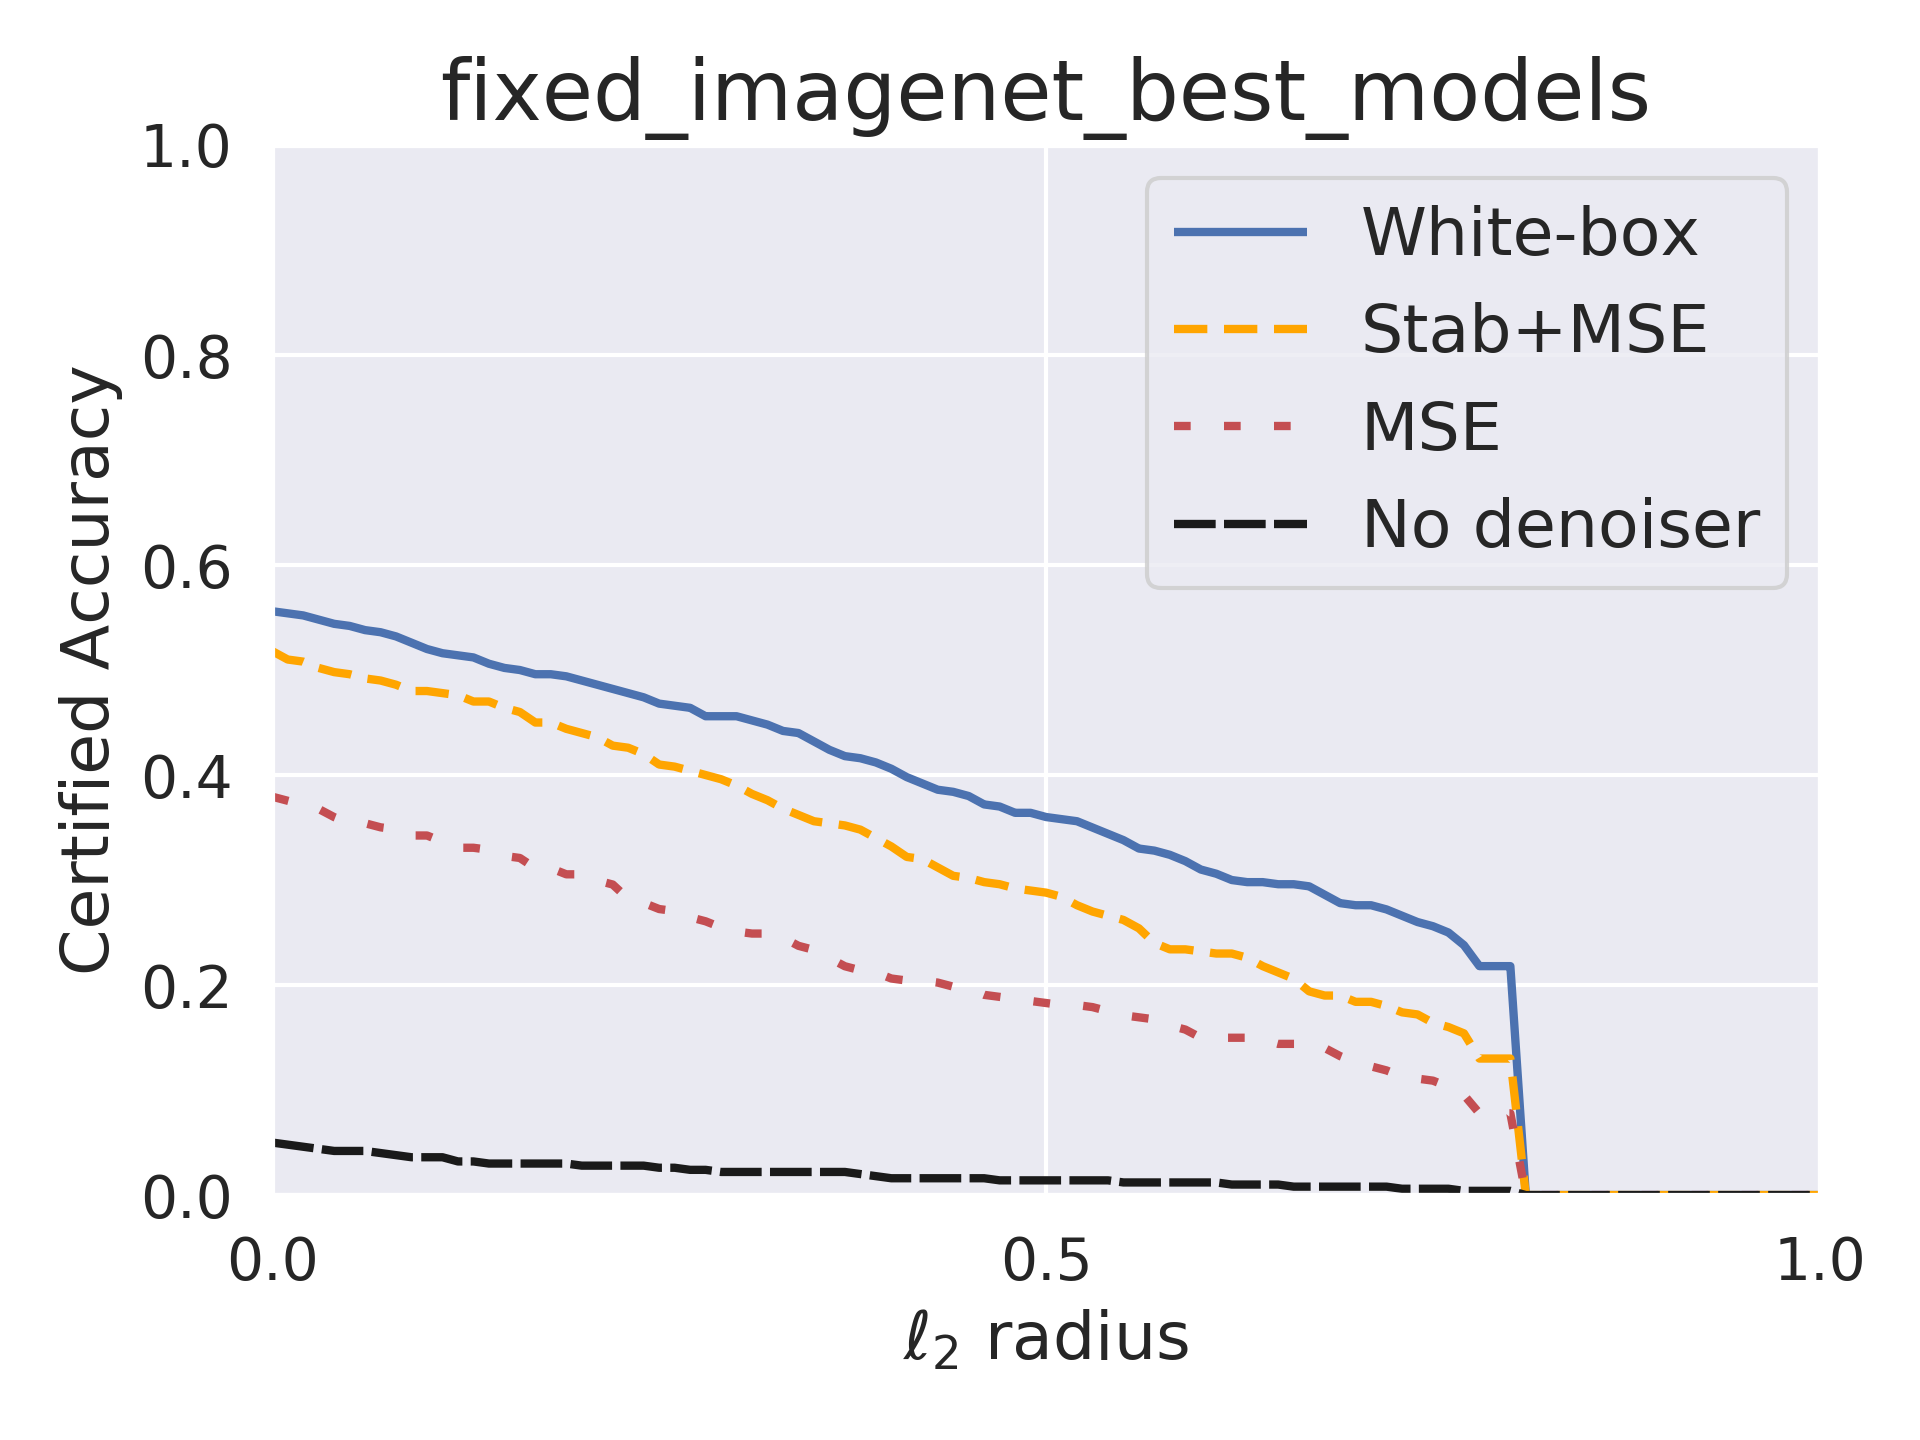 fixed_imagenet_best_models
1.0
0.8
0.6
0.4
0.2
0.0
Certified Accuracy
White-box
Stab+MSE
MSE
No denoiser
0.0
0.5
1.0
ℓ₂ radius